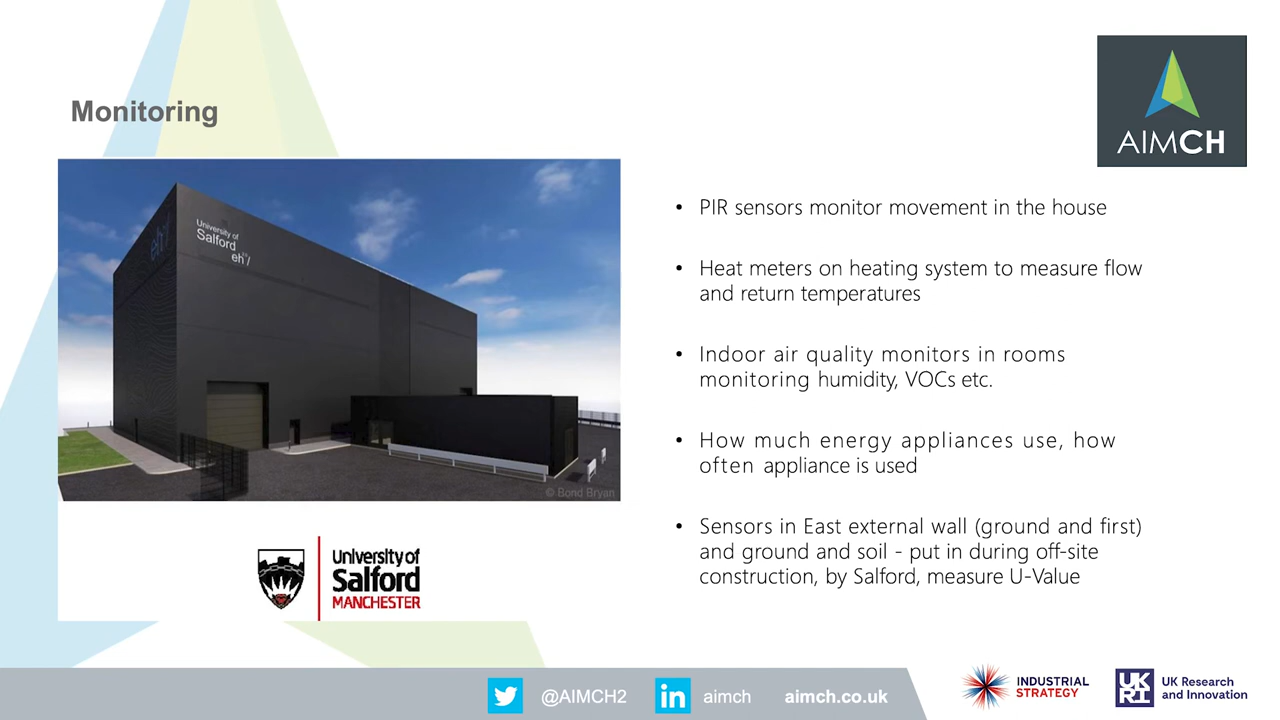 Monitoring
AIMCH
University of
Salford
eh²/
© Bond Bryan
University of
Salford
MANCHESTER
• PIR sensors monitor movement in the house
• Heat meters on heating system to measure flow
and return temperatures
• Indoor air quality monitors in rooms
monitoring humidity, VOCs etc.
• How much energy appliances use, how
often appliance is used
• Sensors in East external wall (ground and first)
and ground and soil - put in during off-site
construction, by Salford, measure U-Value
@AIMCH2
in
aimch
aimch.co.uk
INDUSTRIAL
STRATEGY
UK
RI
UK Research
and Innovation